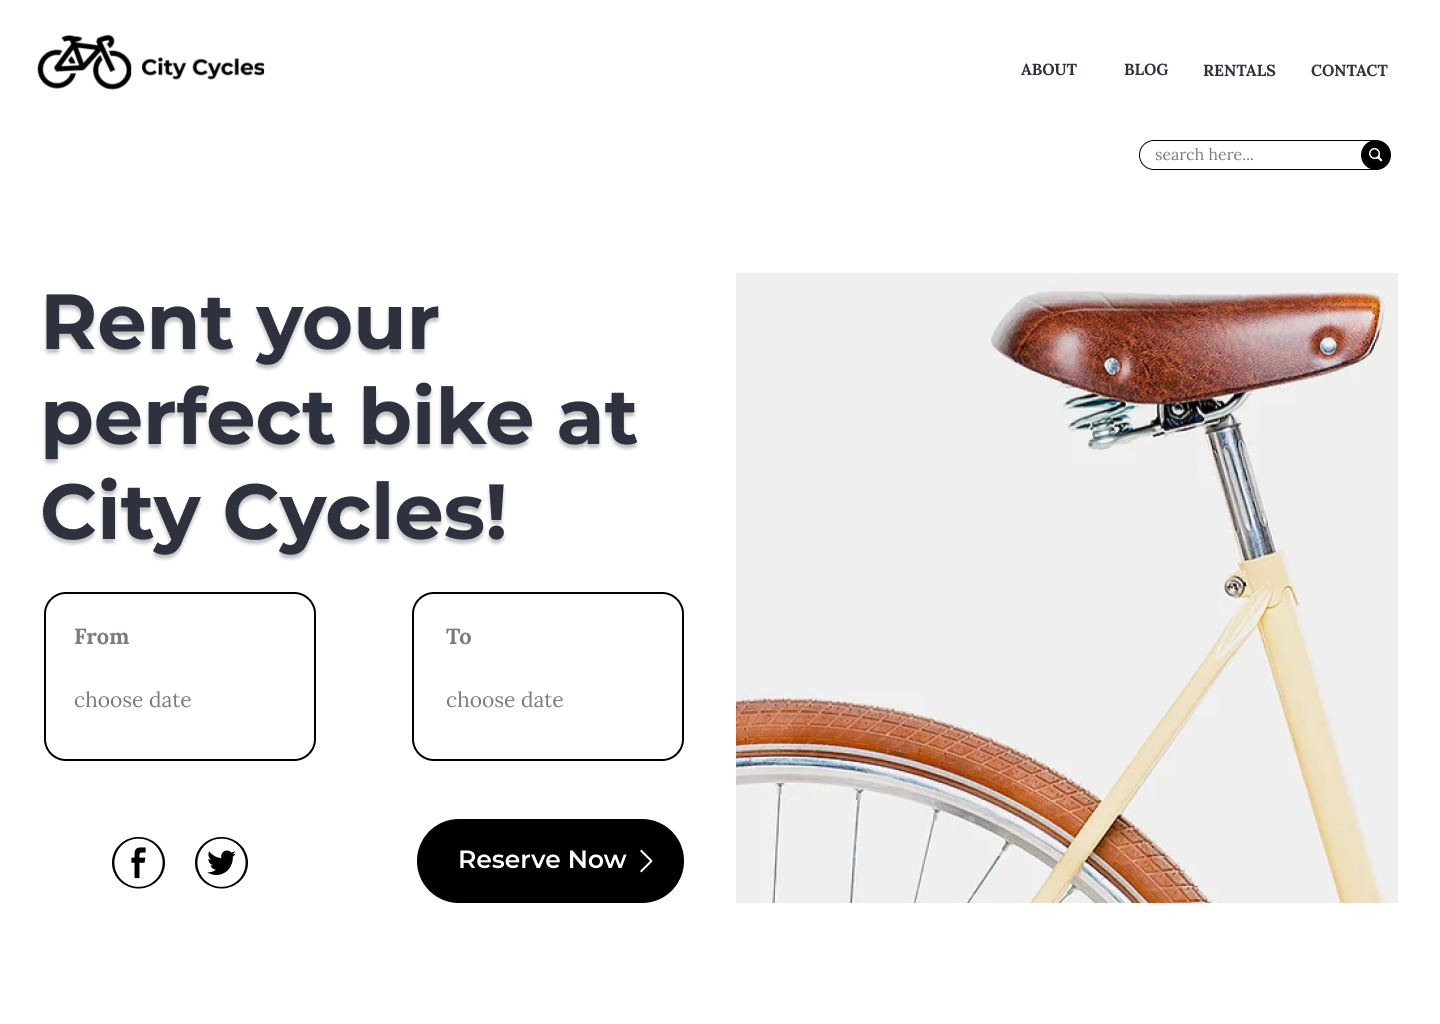 City Cycles
ABOUT BLOG RENTALS CONTACT
search here...
Rent your
perfect bike at
City Cycles!
From
choose date
To
choose date
Reserve Now